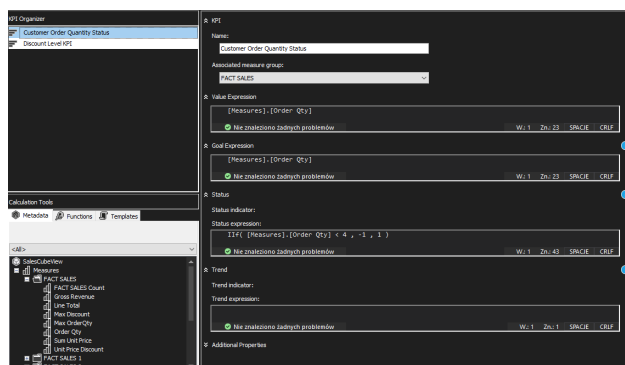 KPI Organizer
Customer Order Quantity Status
Discount Level KPI
Calculation Tools
Metadata Functions Templates
<All>
SalesCubeView
Measures
FACT SALES
FACT SALES Count
Gross Revenue
Line Total
Max Discount
Max OrderQty
Order Qty
Sum Unit Price
Unit Price Discount
FACT SALES 1
KPI
Name:
Customer Order Quantity Status
Associated measure group:
FACT SALES
Value Expression
[Measures].[Order Qty]
Nie znaleziono żadnych problemów W.: 1 Zn.: 23 SPACJE CRLF
Goal Expression
[Measures].[Order Qty]
Nie znaleziono żadnych problemów W.: 1 Zn.: 23 SPACJE CRLF
Status
Status indicator:
Status expression:
IIf( [Measures].[Order Qty] < 4 , -1 , 1 )
Nie znaleziono żadnych problemów W.: 1 Zn.: 43 SPACJE CRLF
Trend
Trend indicator:
Trend expression:
Nie znaleziono żadnych problemów W.: 1 Zn.: 1 SPACJE CRLF
Additional Properties